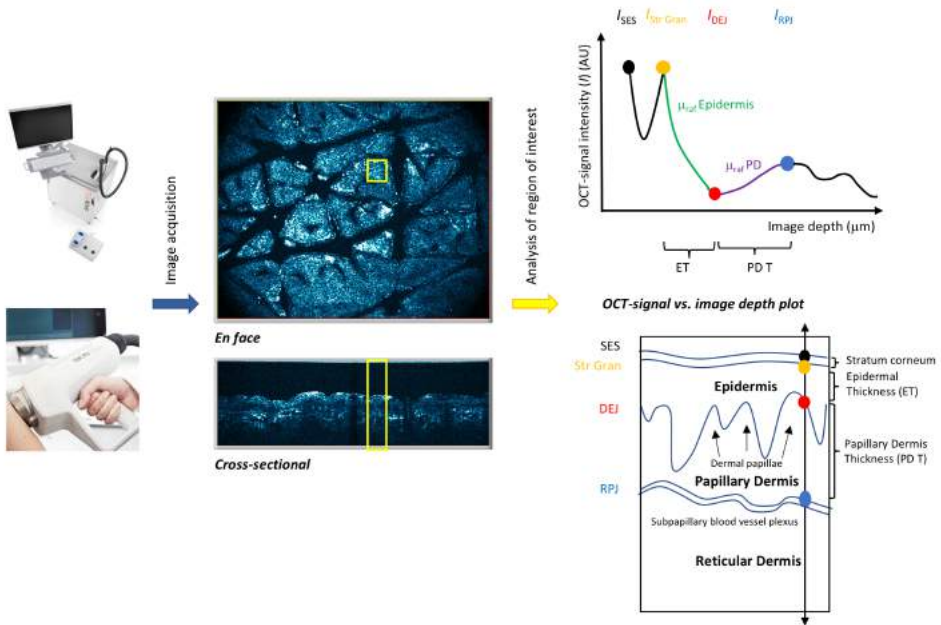 Image acquisition
En face
Cross-sectional
Analysis of region of interest
I_SES I_Str Gran I_DEJ I_RPJ
OCT-signal intensity (I) (AU)
μ_raf Epidermis
μ_raf PD
Image depth (μm)
ET PD T
OCT-signal vs. image depth plot
SES
Str Gran
DEJ
RPJ
Epidermis
Dermal papillae
Papillary Dermis
Subpapillary blood vessel plexus
Reticular Dermis
Stratum corneum
Epidermal
Thickness (ET)
Papillary Dermis
Thickness (PD T)